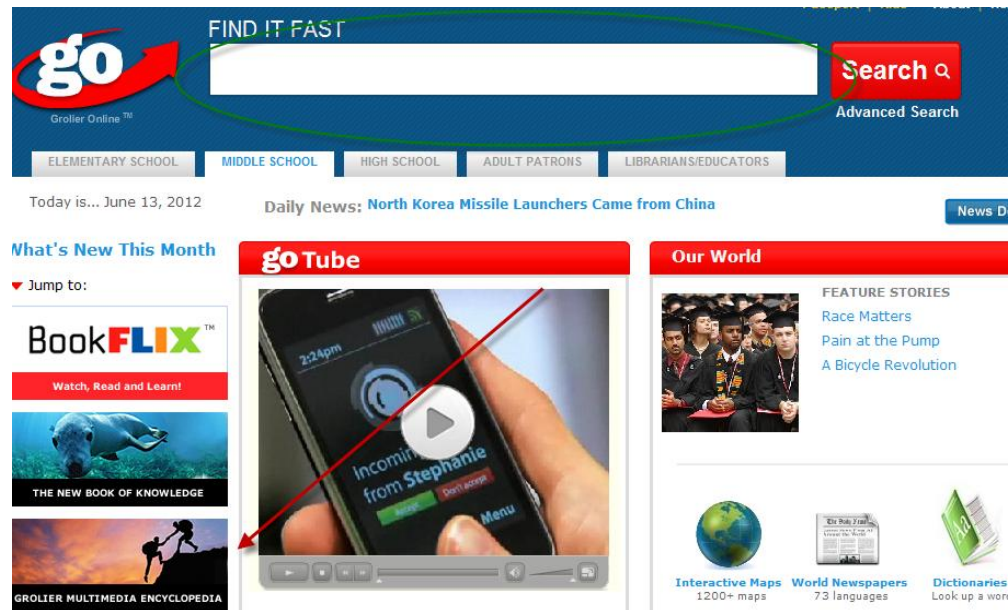 FIND IT FAST
go
Grolier Online TM
Search
Advanced Search
ELEMENTARY SCHOOL
MIDDLE SCHOOL
HIGH SCHOOL
ADULT PATRONS
LIBRARIANS/EDUCATORS
Today is... June 13, 2012
Daily News: North Korea Missile Launchers Came from China
News
What's New This Month
Jump to:
BookFLIX™
Watch, Read and Learn!
THE NEW BOOK OF KNOWLEDGE
GROLIER MULTIMEDIA ENCYCLOPEDIA
go Tube
2:24pm
Incoming
from Stephanie
Accept
Don't accept
Menu
Our World
FEATURE STORIES
Race Matters
Pain at the Pump
A Bicycle Revolution
Interactive Maps
1200+ maps
World Newspapers
73 languages
Dictionaries
Look up a word